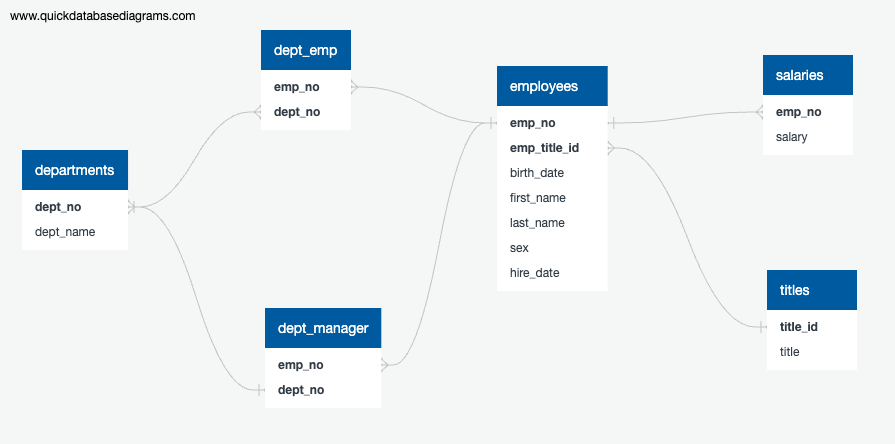 www.quickdatabasediagrams.com
dept_emp
emp_no
dept_no
employees
emp_no
emp_title_id
birth_date
first_name
last_name
sex
hire_date
salaries
emp_no
salary
departments
dept_no
dept_name
dept_manager
emp_no
dept_no
titles
title_id
title